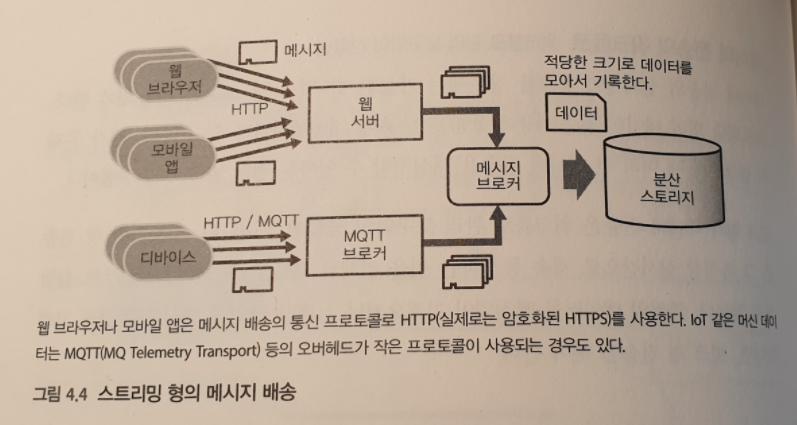 메시지
웹
브라우저
HTTP
모바일
앱
웹
서버
적당한 크기로 데이터를
모아서 기록한다.
데이터
메시지
브로커
분산
스토리지
HTTP / MQTT
디바이스
MQTT
브로커
웹 브라우저나 모바일 앱은 메시지 배송의 통신 프로토콜로 HTTP(실제로는 암호화된 HTTPS)를 사용한다. IoT 같은 머신 데이
터는 MQTT(MQ Telemetry Transport) 등의 오버헤드가 작은 프로토콜이 사용되는 경우도 있다.
그림 4.4 스트리밍 형의 메시지 배송